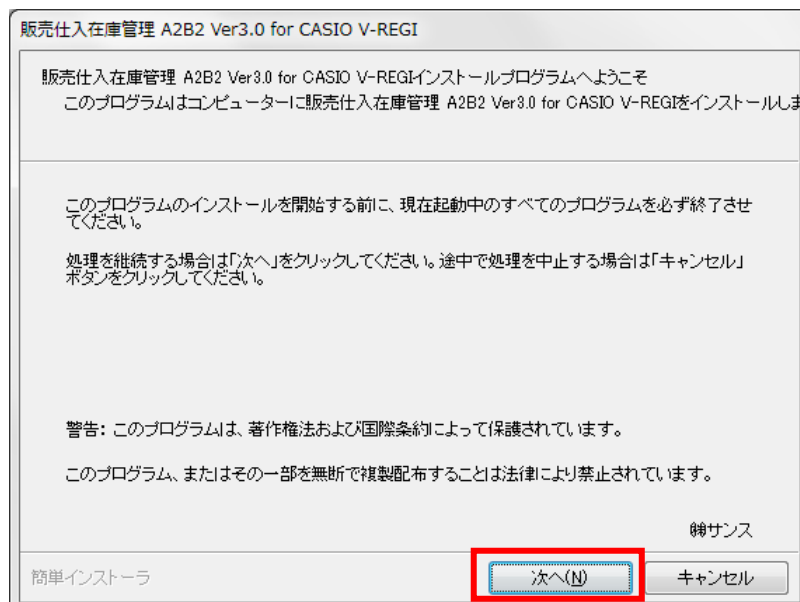 販売仕入在庫管理 A2B2 Ver3.0 for CASIO V-REGI
販売仕入在庫管理 A2B2 Ver3.0 for CASIO V-REGIインストールプログラムへようこそ
このプログラムはコンピューターに販売仕入在庫管理 A2B2 Ver3.0 for CASIO V-REGIをインストールしま
このプログラムのインストールを開始する前に、現在起動中のすべてのプログラムを必ず終了させ
てください。
処理を継続する場合は「次へ」をクリックしてください。途中で処理を中止する場合は「キャンセル」
ボタンをクリックしてください。
警告: このプログラムは、著作権法および国際条約によって保護されています。
このプログラム、またはその一部を無断で複製配布することは法律により禁止されています。
㈱サンス
簡単インストーラ
次へ(N)
キャンセル